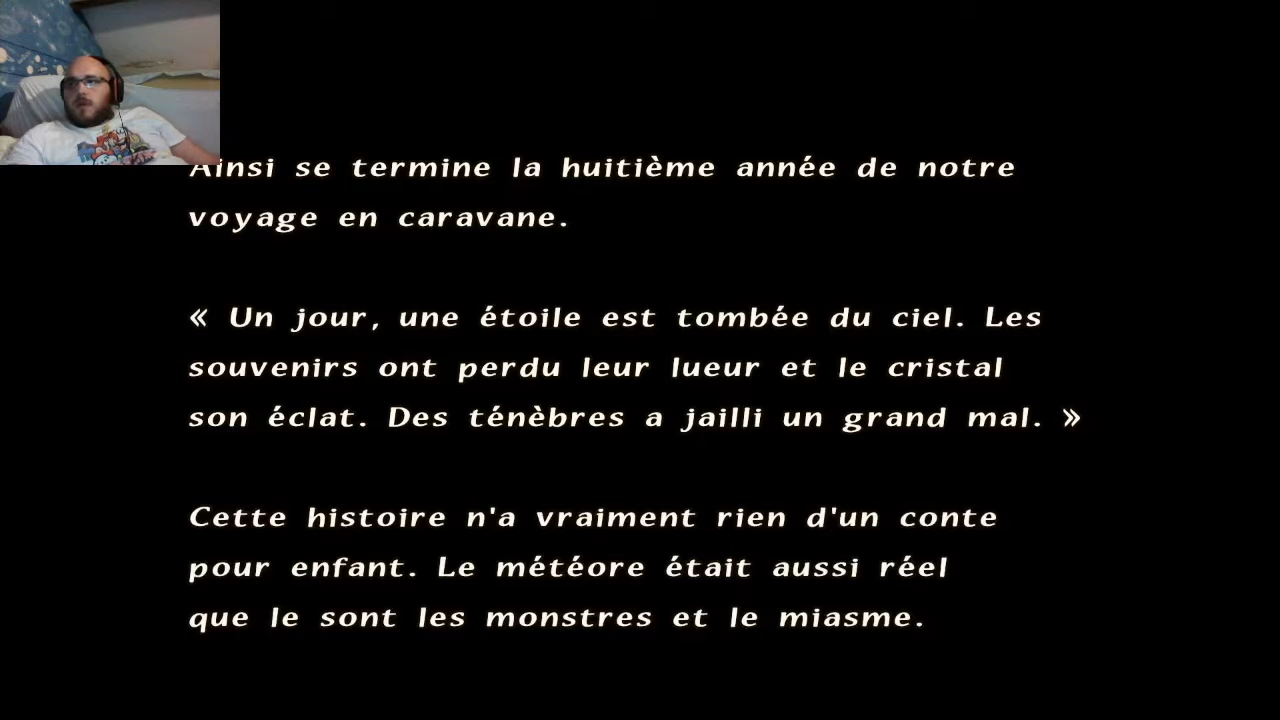 Ainsi se termine la huitième année de notre
voyage en caravane.
« Un jour, une étoile est tombée du ciel. Les
souvenirs ont perdu leur lueur et le cristal
son éclat. Des ténèbres a jailli un grand mal. »
Cette histoire n'a vraiment rien d'un conte
pour enfant. Le météore était aussi réel
que le sont les monstres et le miasme.